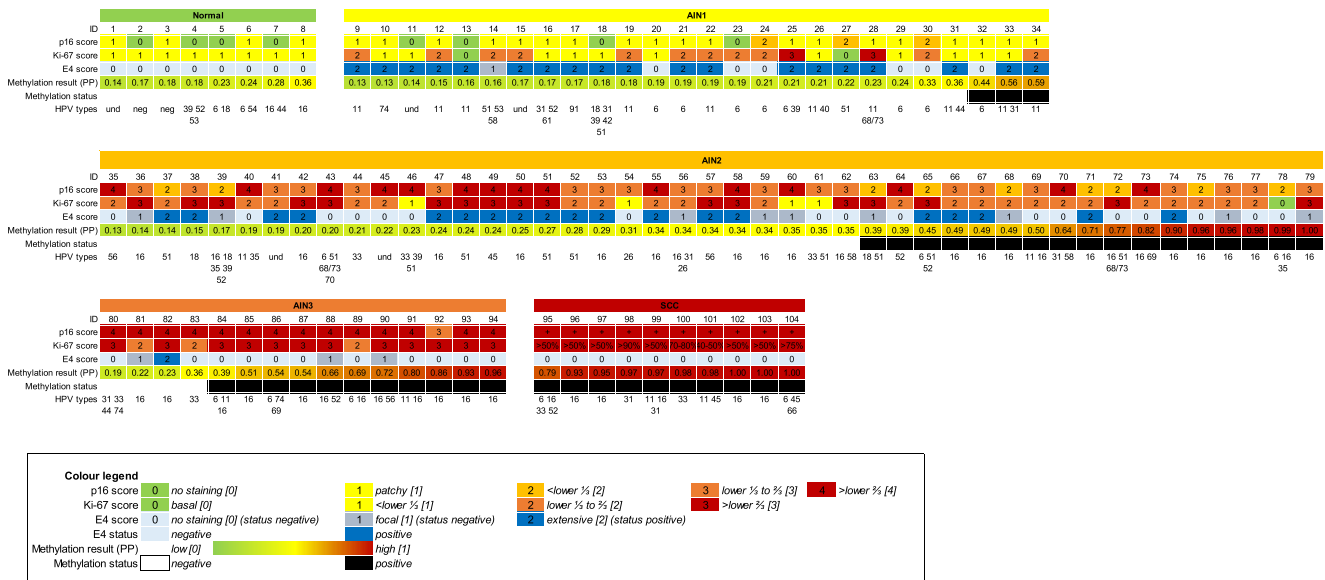 Normal AIN1
ID 1 2 3 4 5 6 7 8 9 10 11 12 13 14 15 16 17 18 19 20 21 22 23 24 25 26 27 28 29 30 31 32 33 34
p16 score 1 0 1 0 0 1 0 1 1 1 0 1 0 1 1 1 1 0 1 1 1 1 0 2 1 1 2 1 1 2 1 1 1 1
Ki-67 score 1 1 1 1 1 1 1 1 2 1 1 2 0 2 2 1 1 1 2 1 2 2 2 2 3 1 0 3 1 2 1 1 1 2
E4 score 0 0 0 0 0 0 0 0 2 2 2 2 2 1 2 2 2 2 2 0 2 2 0 0 2 2 2 2 0 0 2 0 2 2
Methylation result (PP) 0.14 0.17 0.18 0.18 0.23 0.24 0.28 0.36 0.13 0.13 0.14 0.15 0.16 0.16 0.17 0.17 0.17 0.18 0.18 0.19 0.19 0.19 0.19 0.21 0.21 0.21 0.22 0.23 0.24 0.33 0.36 0.44 0.56 0.59
Methylation status
HPV types und neg neg 39 52 6 18 6 54 16 44 16 11 74 und 11 11 51 53 und 31 52 91 18 31 11 6 6 11 6 6 6 39 11 40 51 11 6 6 11 44 6 11 31 11
53 58 61 39 42 68/73
51
AIN2
ID 35 36 37 38 39 40 41 42 43 44 45 46 47 48 49 50 51 52 53 54 55 56 57 58 59 60 61 62 63 64 65 66 67 68 69 70 71 72 73 74 75 76 77 78 79
p16 score 4 3 2 3 2 4 3 3 4 3 4 4 3 4 4 4 4 3 3 3 4 3 3 4 3 4 3 3 2 4 2 3 3 2 3 4 2 3 4 3 3 3 3 2 3
Ki-67 score 2 3 2 3 3 2 2 2 3 2 2 1 3 3 3 3 3 2 2 1 2 2 3 3 2 1 1 3 3 2 3 2 2 2 2 2 2 3 2 2 2 2 2 0 3
E4 score 0 1 2 2 1 0 2 2 0 0 0 0 2 2 2 2 2 2 2 0 2 1 2 2 1 1 0 0 1 0 2 2 2 1 0 0 2 0 0 2 0 1 0 0 1
Methylation result (PP) 0.13 0.14 0.14 0.15 0.17 0.19 0.19 0.20 0.20 0.21 0.22 0.23 0.24 0.24 0.24 0.25 0.27 0.28 0.29 0.31 0.34 0.34 0.34 0.34 0.34 0.35 0.35 0.35 0.39 0.39 0.45 0.49 0.49 0.49 0.50 0.64 0.71 0.77 0.82 0.90 0.96 0.96 0.98 0.99 1.00
Methylation status
HPV types 56 16 51 18 16 18 11 35 und 16 6 51 33 und 33 39 16 51 45 16 51 16 16 26 16 16 31 56 16 16 16 33 51 16 58 18 51 52 6 51 16 16 16 11 16 31 58 16 16 51 16 69 16 16 16 16 6 16 16
35 39 68/73 51 26 52 68/73 35
52 70
AIN3 SCC
ID 80 81 82 83 84 85 86 87 88 89 90 91 92 93 94 95 96 97 98 99 100 101 102 103 104
p16 score 4 4 4 4 4 4 4 4 4 4 4 4 3 4 4 + + + + + + + + + +
Ki-67 score 3 2 3 2 3 3 3 3 3 2 3 3 3 3 3 >50% >50% >50% >90% >50% >50% >50% >75%
E4 score 0 1 2 0 0 0 0 0 1 0 1 0 0 0 0 0 0 0 0 0 0 0 0 0 0
Methylation result (PP) 0.19 0.22 0.23 0.36 0.39 0.51 0.54 0.54 0.66 0.69 0.72 0.80 0.86 0.93 0.96 0.79 0.93 0.95 0.97 0.97 0.98 0.98 1.00 1.00 1.00
Methylation status
HPV types 31 33 16 16 33 6 11 16 6 74 16 16 52 6 16 16 56 11 16 16 16 16 6 16 16 16 31 11 16 33 11 45 16 16 6 45
44 74 16 69 33 52 31 66
Colour legend
p16 score 0 no staining [0] 1 patchy [1] 2 <lower ⅓ [2] 3 lower ⅓ to ⅔ [3] 4 >lower ⅔ [4]
Ki-67 score 0 basal [0] 1 <lower ⅓ [1] 2 lower ⅓ to ⅔ [2] 3 >lower ⅔ [3]
E4 score 0 no staining [0] (status negative) 1 focal [1] (status negative) 2 extensive [2] (status positive)
E4 status negative positive
Methylation result (PP) low [0] high [1]
Methylation status negative positive